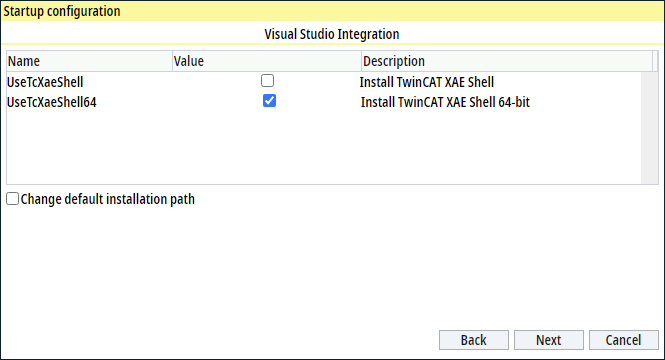 Startup configuration
Visual Studio Integration
Name Value Description
UseTcXaeShell Install TwinCAT XAE Shell
UseTcXaeShell64 Install TwinCAT XAE Shell 64-bit
Change default installation path
Back Next Cancel